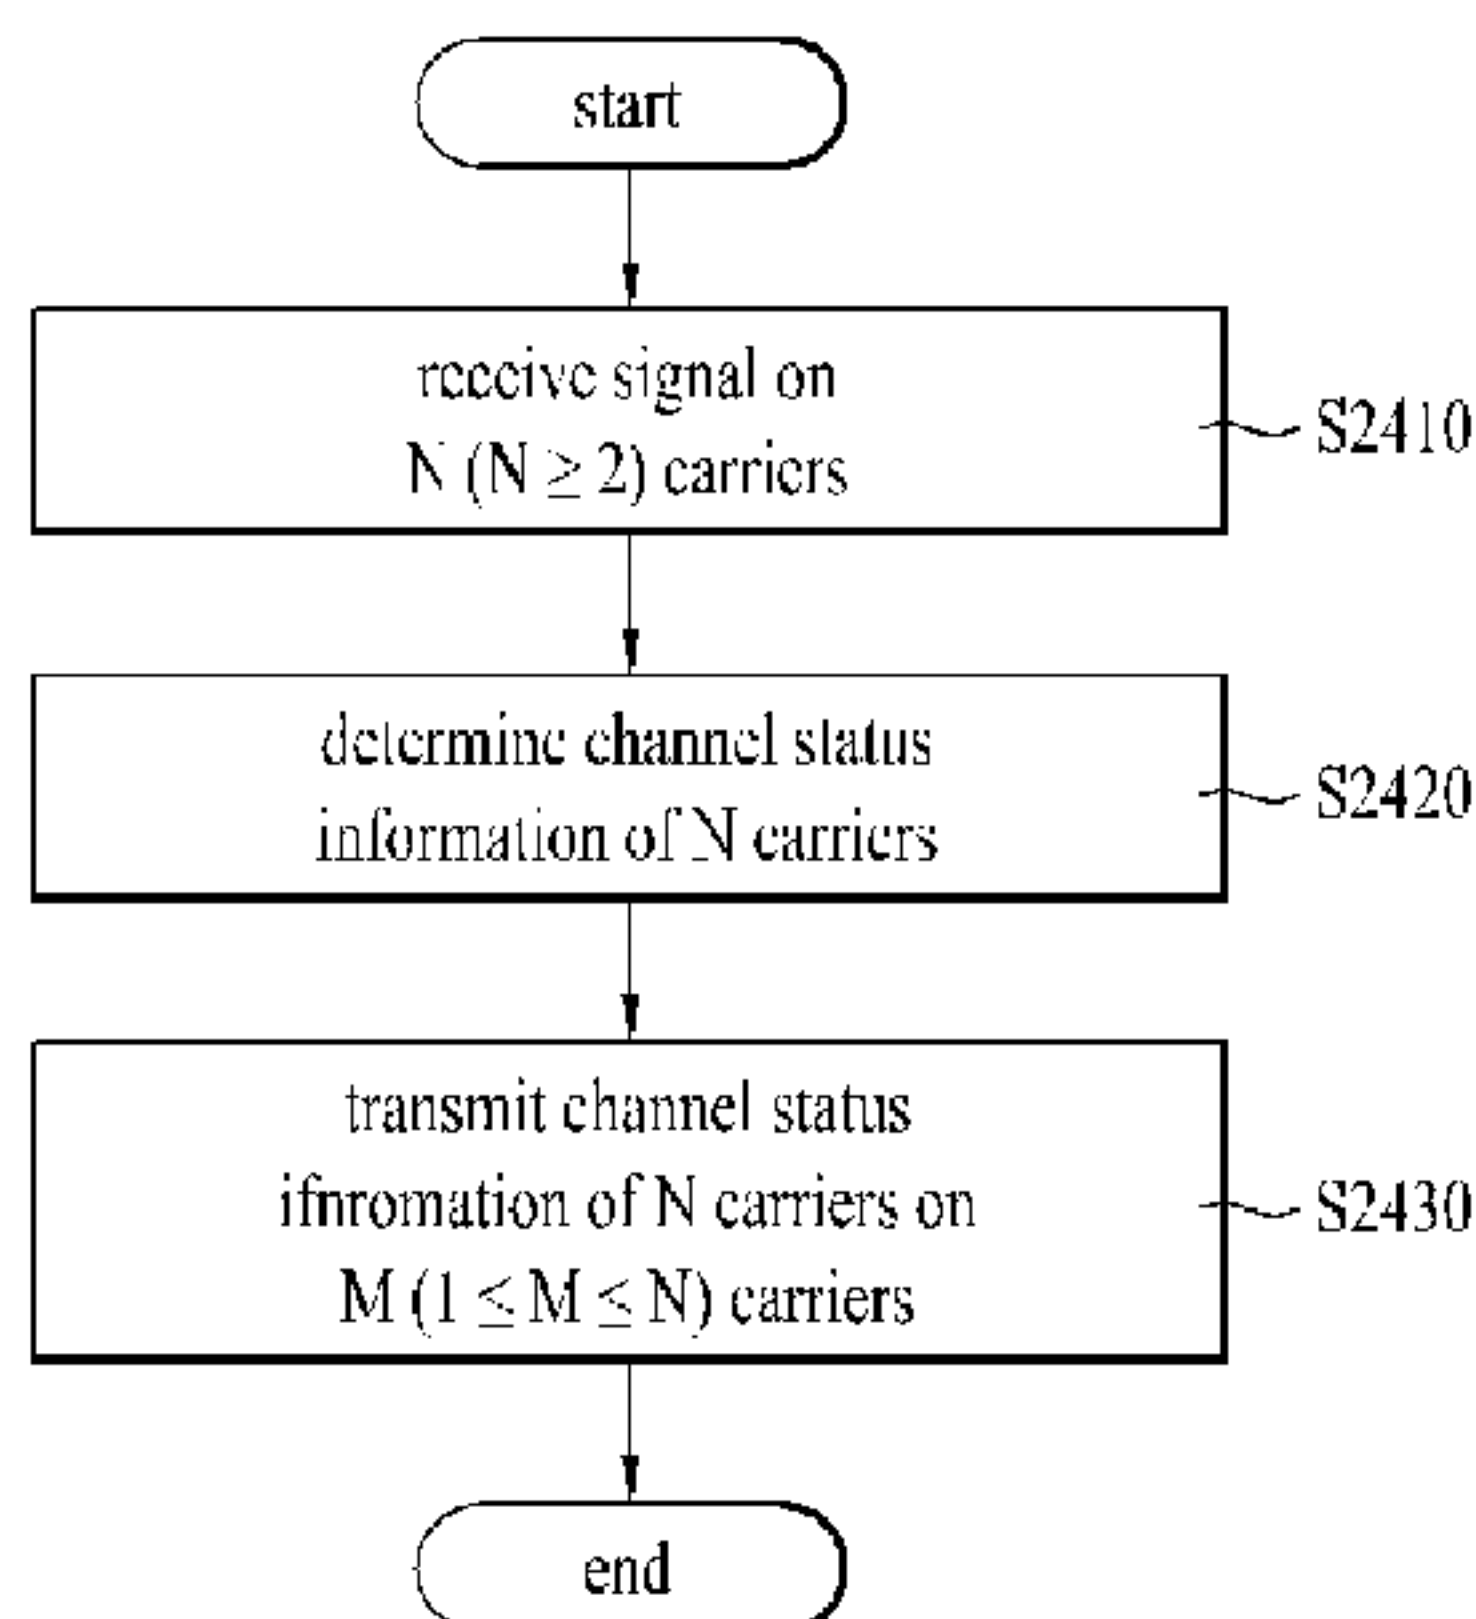 start
receive signal on
N (N ≥ 2) carriers
S2410
determine channel status
information of N carriers
S2420
transmit channel status
ifnromation of N carriers on
M (1 ≤ M ≤ N) carriers
S2430
end